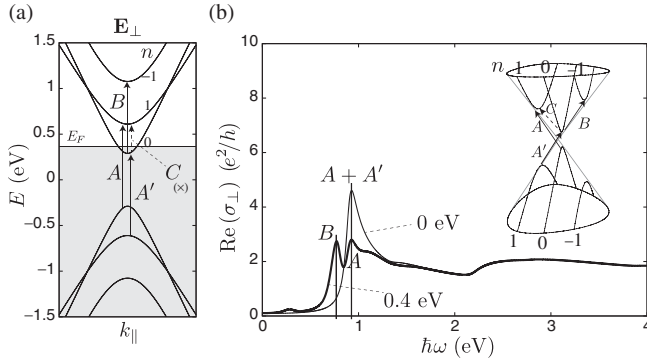 (a)
E⊥
1.5
1
0.5
0
−0.5
−1
−1.5
E (eV)
k∥
n
−1
B
1
E_F
0
A
A'
C
(×)
(b)
10
8
6
4
2
0
Re (σ⊥) (e²/h)
0
1
2
3
4
ħω (eV)
A + A'
0 eV
B
A
0.4 eV
n 1 0 −1
C
A
B
A'
1 0 −1